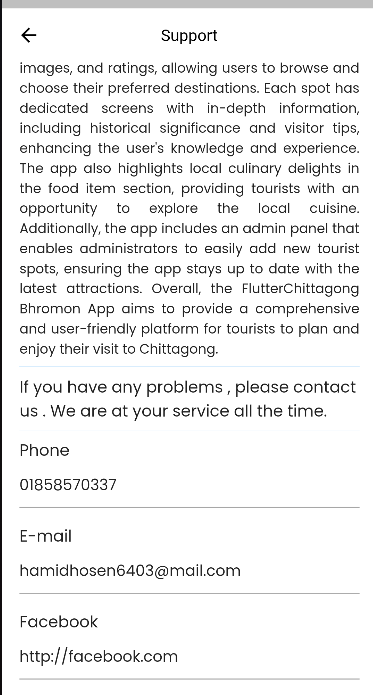 Support
images, and ratings, allowing users to browse and
choose their preferred destinations. Each spot has
dedicated screens with in-depth information,
including historical significance and visitor tips,
enhancing the user's knowledge and experience.
The app also highlights local culinary delights in
the food item section, providing tourists with an
opportunity to explore the local cuisine.
Additionally, the app includes an admin panel that
enables administrators to easily add new tourist
spots, ensuring the app stays up to date with the
latest attractions. Overall, the FlutterChittagong
Bhromon App aims to provide a comprehensive
and user-friendly platform for tourists to plan and
enjoy their visit to Chittagong.
If you have any problems , please contact
us . We are at your service all the time.
Phone
01858570337
E-mail
hamidhosen6403@mail.com
Facebook
http://facebook.com